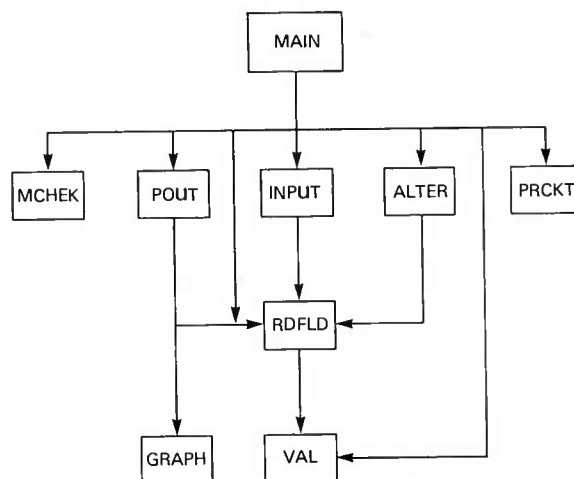 MAIN
MCHEK
POUT
INPUT
ALTER
PRCKT
RDFLD
GRAPH
VAL